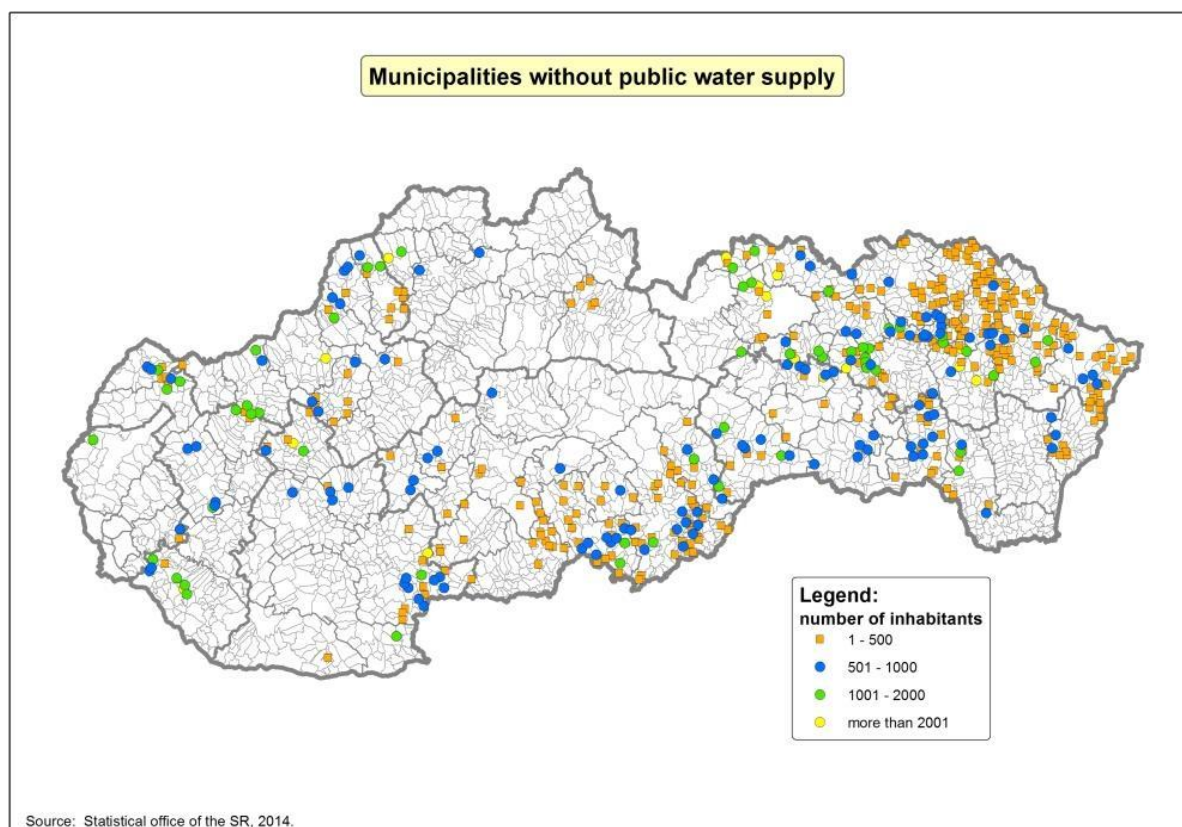 Municipalities without public water supply
Legend:
number of inhabitants
1 - 500
501 - 1000
1001 - 2000
more than 2001
Source: Statistical office of the SR, 2014.